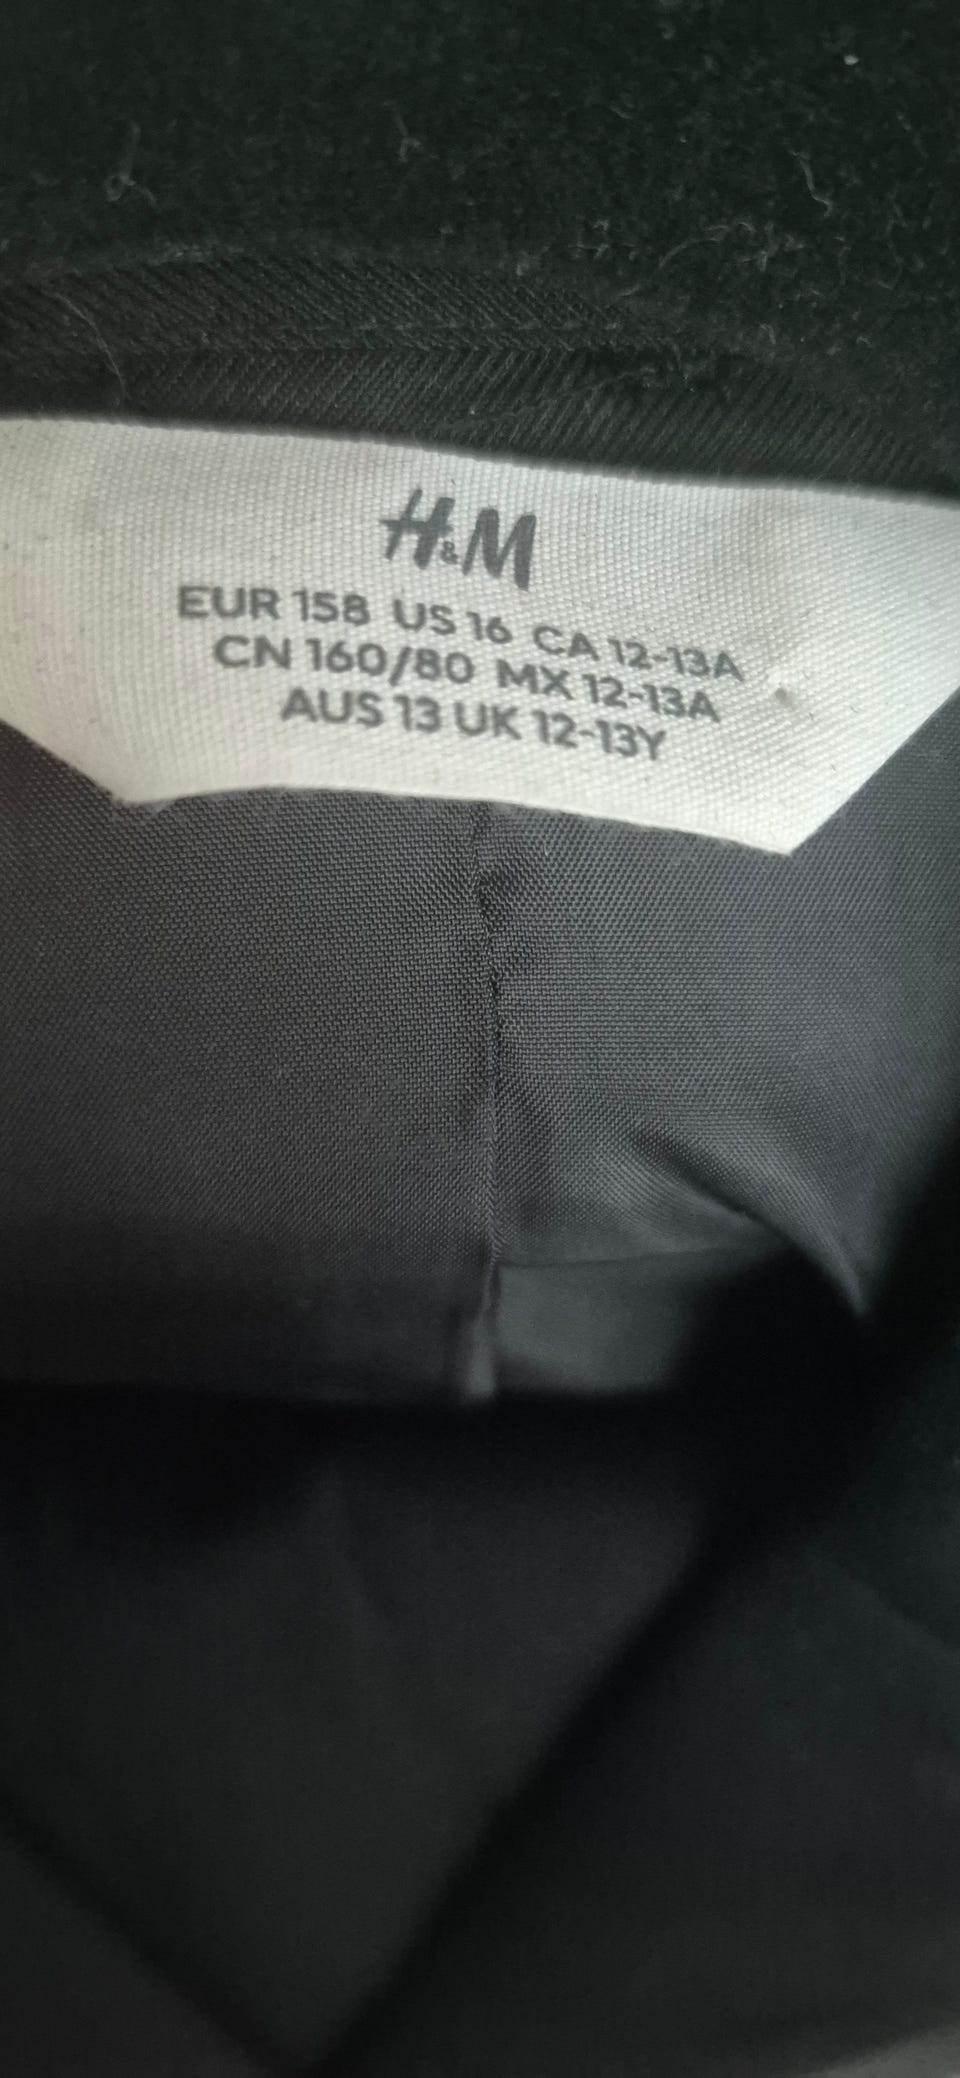 H&M
EUR 158 US 16 CA 12-13A
CN 160/80 MX 12-13A
AUS 13 UK 12-13Y